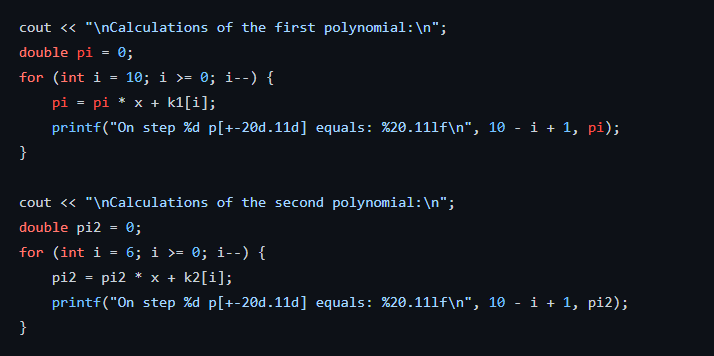 cout << "\nCalculations of the first polynomial:\n";
double pi = 0;
for (int i = 10; i >= 0; i--) {
    pi = pi * x + k1[i];
    printf("On step %d p[+-20d.11d] equals: %20.11lf\n", 10 - i + 1, pi);
}

cout << "\nCalculations of the second polynomial:\n";
double pi2 = 0;
for (int i = 6; i >= 0; i--) {
    pi2 = pi2 * x + k2[i];
    printf("On step %d p[+-20d.11d] equals: %20.11lf\n", 10 - i + 1, pi2);
}